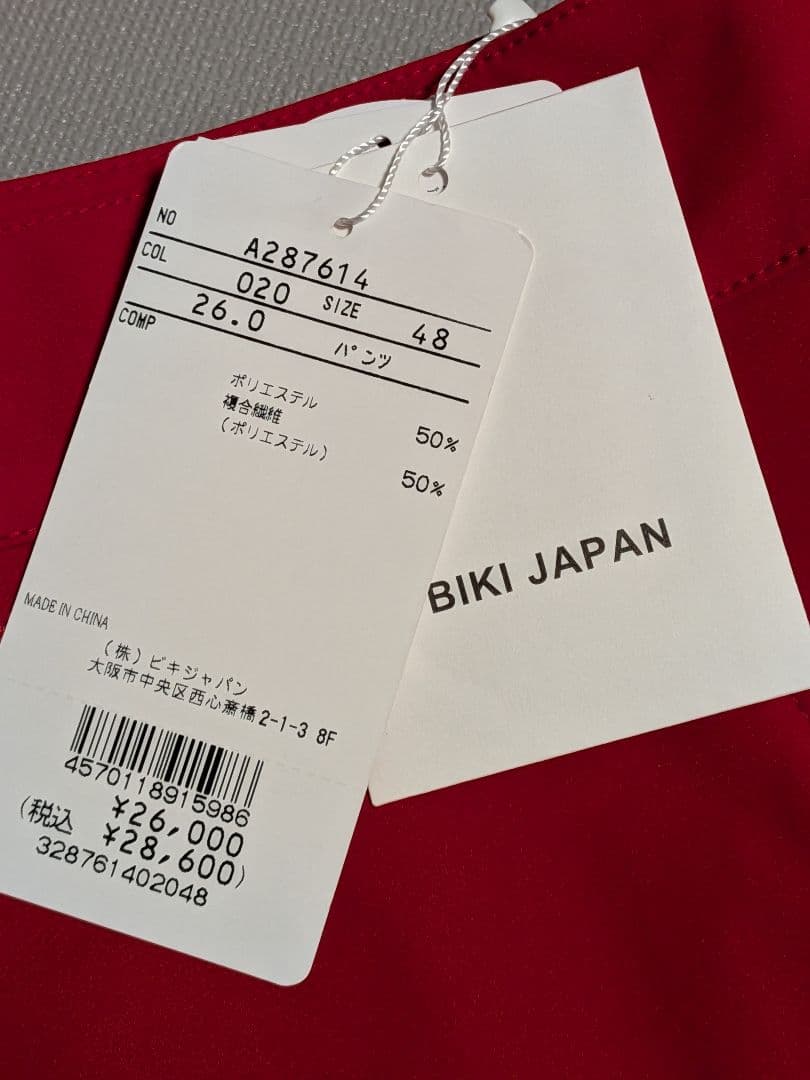 NO A287614
COL 020 SIZE 48
26.0 パンツ
COMP
ポリエステル 50%
複合繊維
(ポリエステル) 50%
MADE IN CHINA
(株)ビキジャパン
大阪市中央区西心斎橋2-1-3 8F
4570118915986
¥26,000
(税込 ¥28,600)
328761402048
BIKI JAPAN